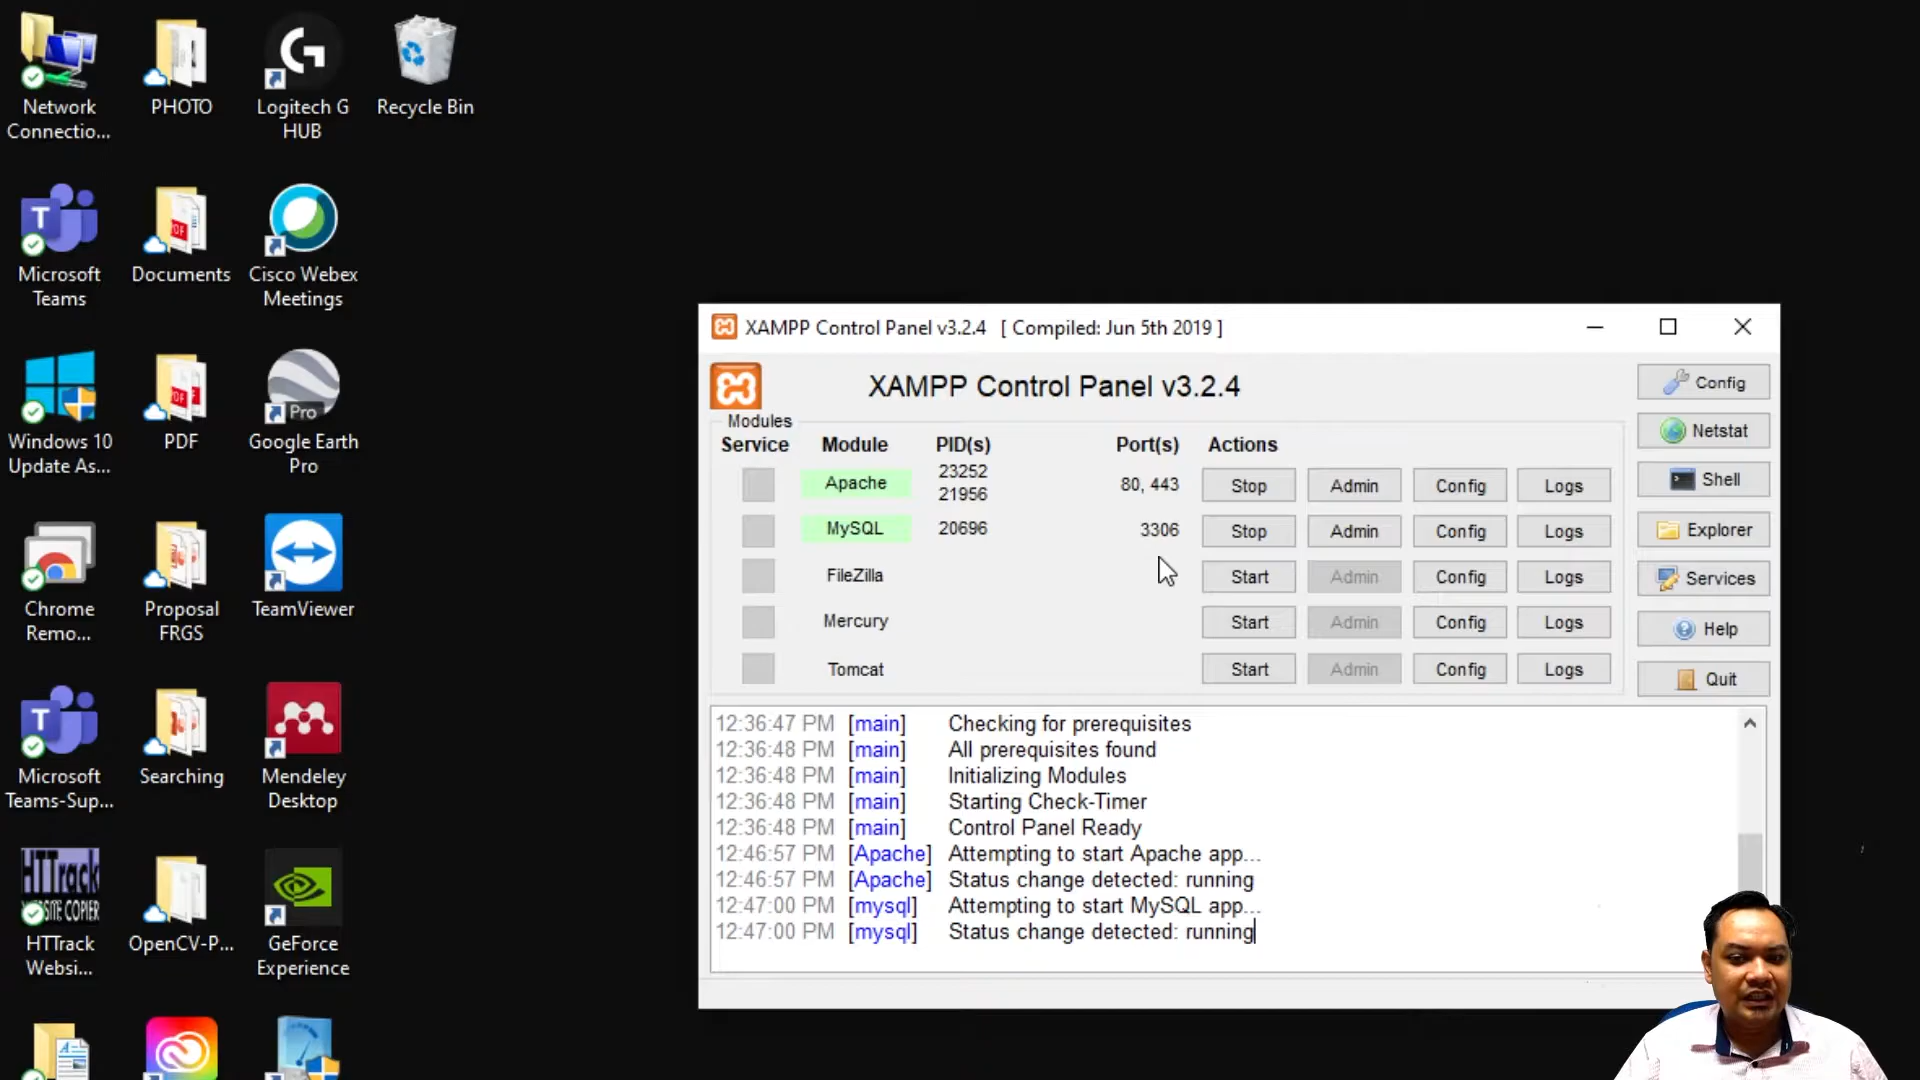 Network
Connectio...
PHOTO
Logitech G
HUB
Recycle Bin
Microsoft
Teams
Documents
Cisco Webex
Meetings
Windows 10
Update As...
PDF
Pro
Google Earth
Pro
Chrome
Remo...
Proposal
FRGS
TeamViewer
Microsoft
Teams-Sup...
Searching
Mendeley
Desktop
HTTrack
WEBSITE COPIER
HTTrack
Websi...
OpenCV-P...
GeForce
Experience
XAMPP Control Panel v3.2.4 [ Compiled: Jun 5th 2019 ]
XAMPP Control Panel v3.2.4
Config
Modules
Service Module PID(s) Port(s) Actions
Netstat
Apache 23252 21956 80, 443 Stop Admin Config Logs
Shell
MySQL 20696 3306 Stop Admin Config Logs
Explorer
FileZilla Start Admin Config Logs
Services
Mercury Start Admin Config Logs
Help
Tomcat Start Admin Config Logs
Quit
12:36:47 PM [main] Checking for prerequisites
12:36:48 PM [main] All prerequisites found
12:36:48 PM [main] Initializing Modules
12:36:48 PM [main] Starting Check-Timer
12:36:48 PM [main] Control Panel Ready
12:46:57 PM [Apache] Attempting to start Apache app...
12:46:57 PM [Apache] Status change detected: running
12:47:00 PM [mysql] Attempting to start MySQL app...
12:47:00 PM [mysql] Status change detected: running